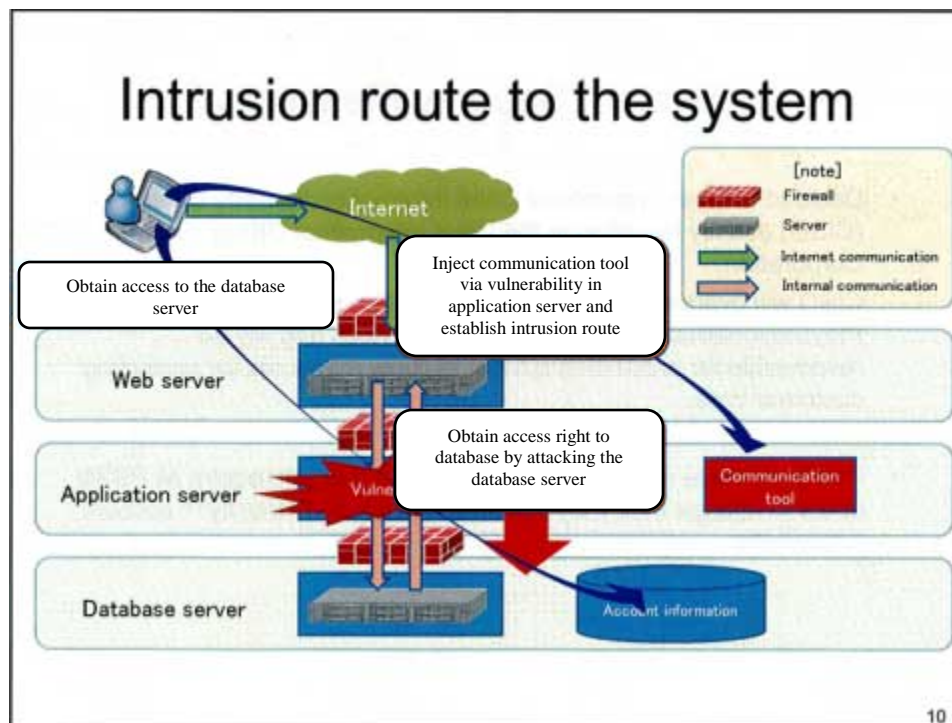 Intrusion route to the system
[note]
Firewall
Server
Internet communication
Internal communication
Internet
Obtain access to the database
server
Inject communication tool
via vulnerability in
application server and
establish intrusion route
Web server
Obtain access right to
database by attacking the
database server
Application server
Communication
tool
Database server
Account information
10